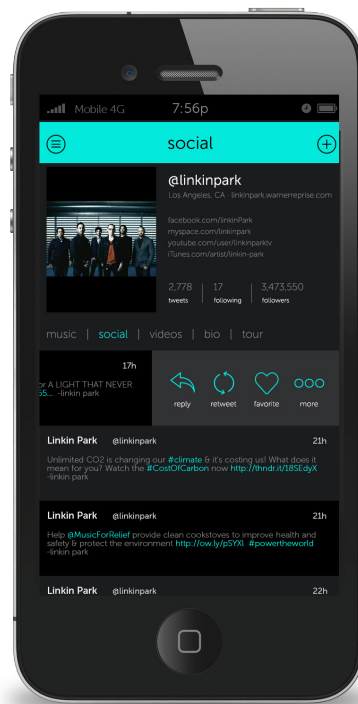 Mobile 4G 7:56p
social
@linkinpark
Los Angeles, CA · linkinpark.warnerreprise.com
facebook.com/linkinPark
myspace.com/linkinpark
youtube.com/user/linkinparktv
iTunes.com/artist/linkin-park
2,778 17 3,473,550
tweets following followers
music | social | videos | bio | tour
17h
or A LIGHT THAT NEVER
55... -linkin park
reply retweet favorite more
Linkin Park @linkinpark 21h
Unlimited CO2 is changing our #climate & it's costing us! What does it
mean for you? Watch the #CostOfCarbon now http://thndr.it/18SEdyX
-linkin park
Linkin Park @linkinpark 21h
Help @MusicForRelief provide clean cookstoves to improve health and
safety & protect the environment http://ow.ly/pSYXl #powertheworld
-linkin park
Linkin Park @linkinpark 22h